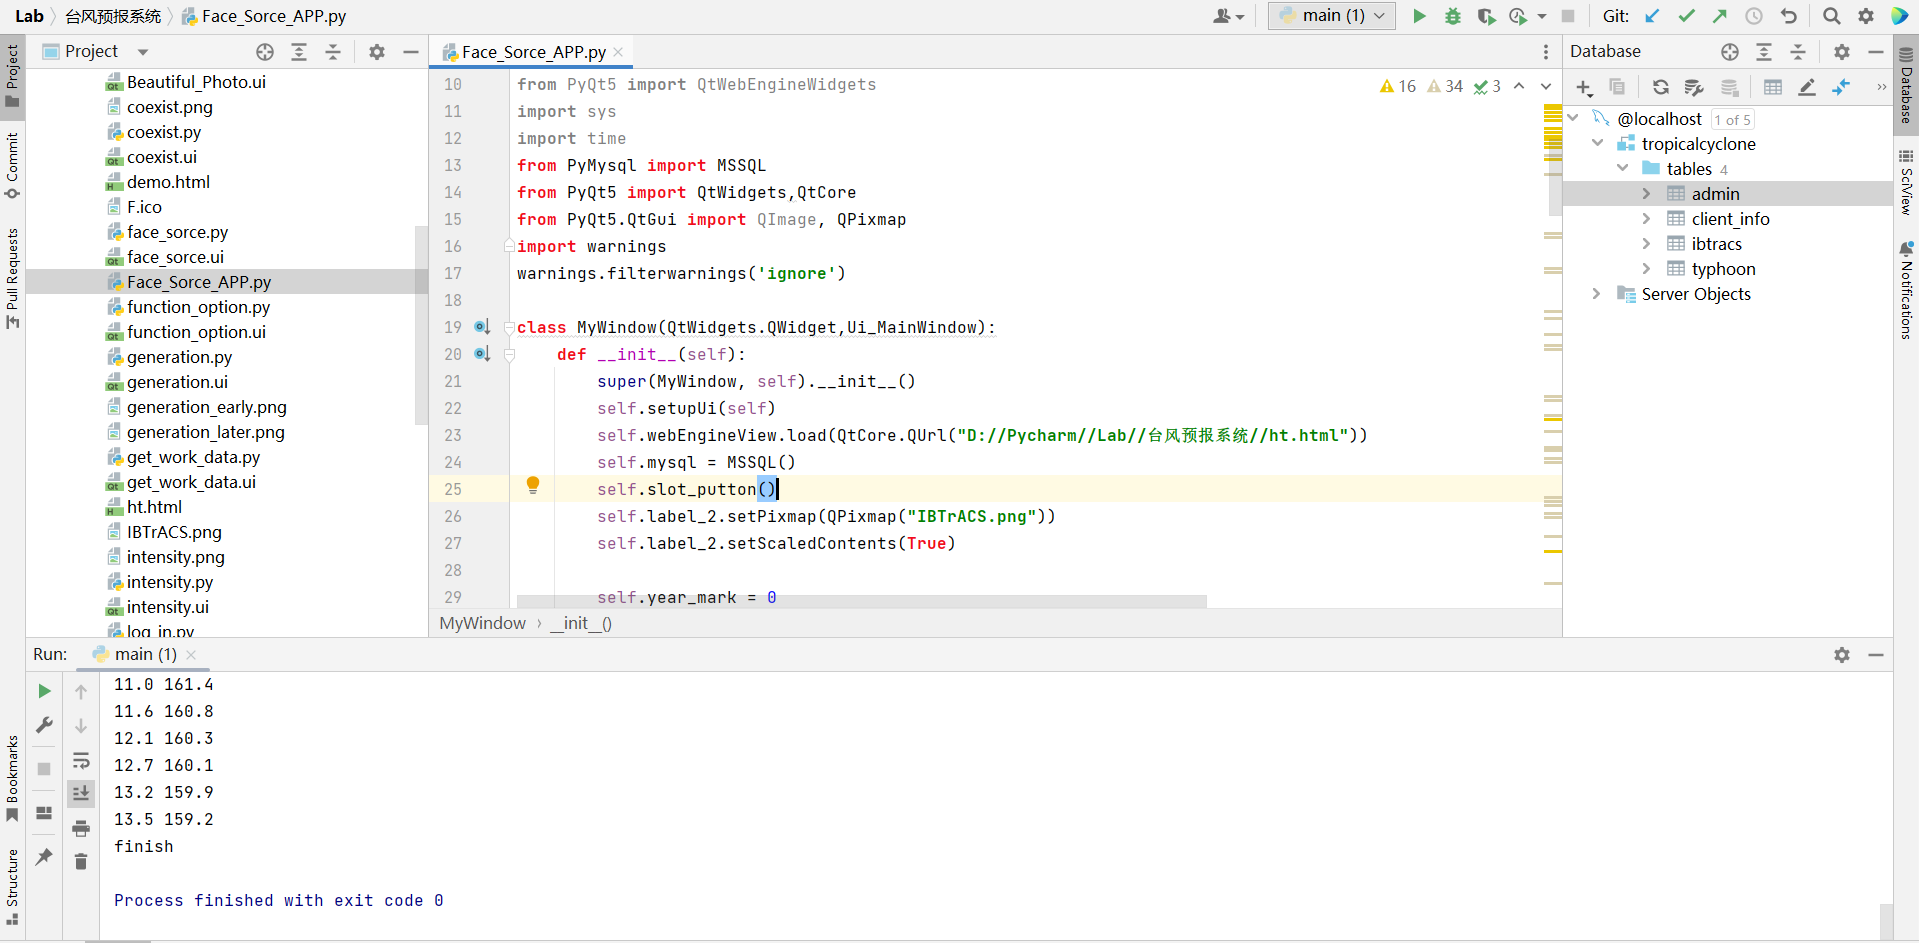 Lab 台风预报系统 Face_Sorce_APP.py
main (1)
Git:
Project
Face_Sorce_APP.py
Database
Project
Commit
Pull Requests
Bookmarks
Structure
Beautiful_Photo.ui
coexist.png
coexist.py
coexist.ui
demo.html
F.ico
face_sorce.py
face_sorce.ui
Face_Sorce_APP.py
function_option.py
function_option.ui
generation.py
generation.ui
generation_early.png
generation_later.png
get_work_data.py
get_work_data.ui
ht.html
IBTrACS.png
intensity.png
intensity.py
intensity.ui
log_in.py
16 34 3
10 from PyQt5 import QtWebEngineWidgets
11 import sys
12 import time
13 from PyMysql import MSSQL
14 from PyQt5 import QtWidgets,QtCore
15 from PyQt5.QtGui import QImage, QPixmap
16 import warnings
17 warnings.filterwarnings('ignore')
18
19 class MyWindow(QtWidgets.QWidget,Ui_MainWindow):
20 def __init__(self):
21 super(MyWindow, self).__init__()
22 self.setupUi(self)
23 self.webEngineView.load(QtCore.QUrl("D://Pycharm//Lab//台风预报系统//ht.html"))
24 self.mysql = MSSQL()
25 self.slot_putton()
26 self.label_2.setPixmap(QPixmap("IBTrACS.png"))
27 self.label_2.setScaledContents(True)
28
29 self.year_mark = 0
MyWindow › __init__()
@localhost 1 of 5
tropicalcyclone
tables 4
admin
client_info
ibtracs
typhoon
Server Objects
Database
SciView
Notifications
Run: main (1)
11.0 161.4
11.6 160.8
12.1 160.3
12.7 160.1
13.2 159.9
13.5 159.2
finish
Process finished with exit code 0